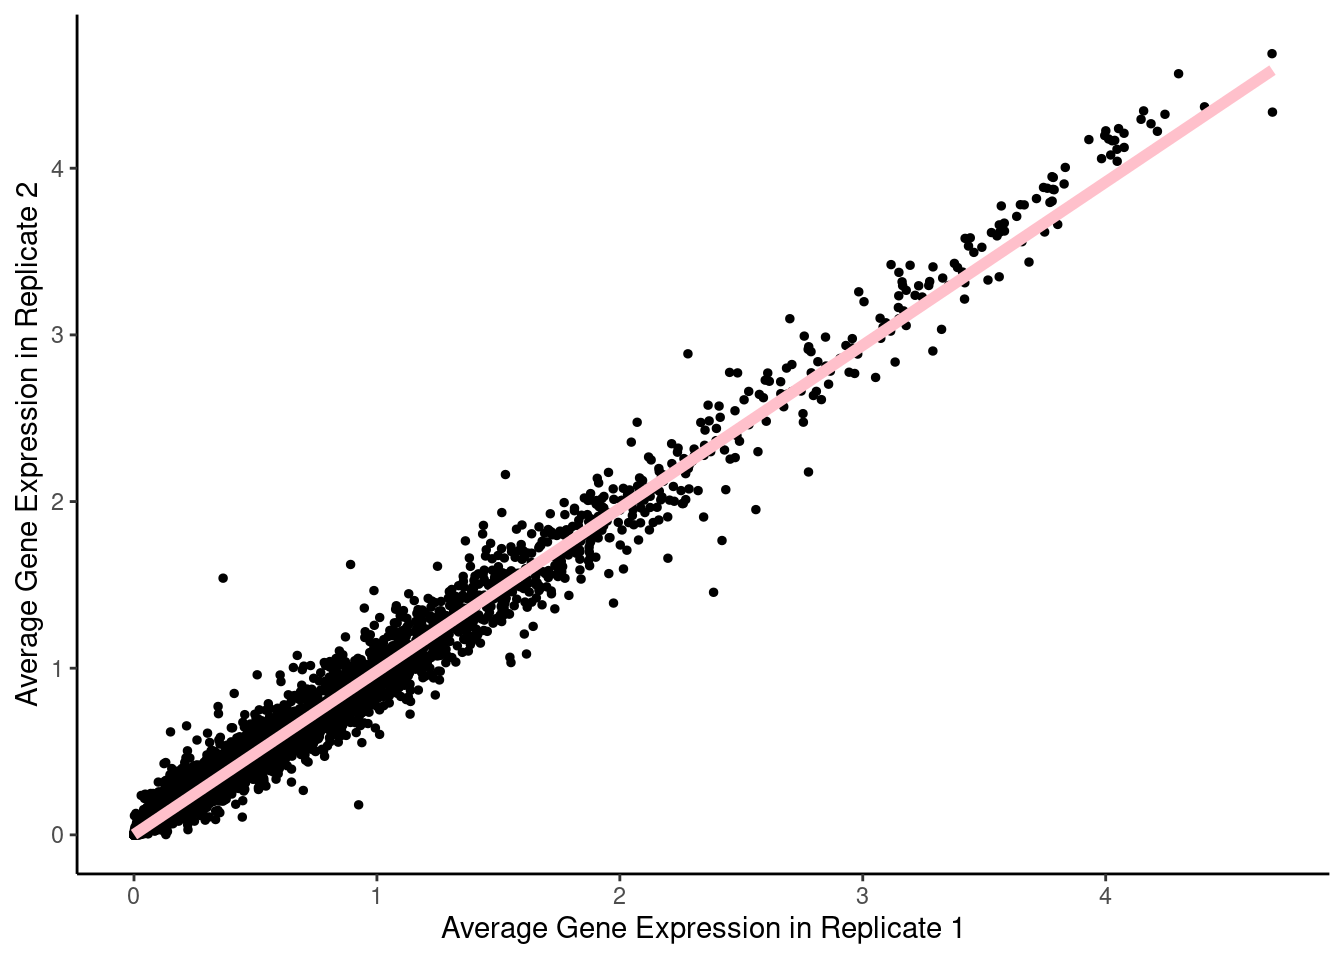 Average Gene Expression in Replicate 2
4
3
2
1
0
0 1 2 3 4
Average Gene Expression in Replicate 1